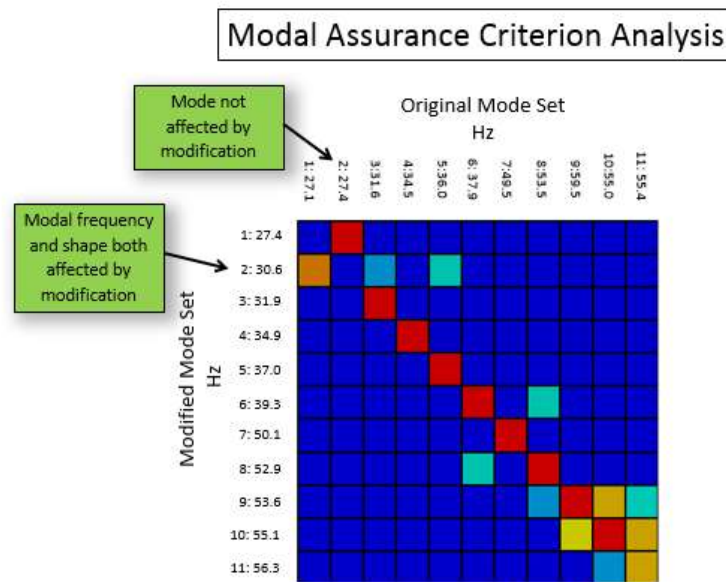 Modal Assurance Criterion Analysis
Mode not
affected by
modification
Original Mode Set
Hz
1: 27.1
2: 27.4
3:31.6
4:34.5
5:36.0
6: 37.9
7:49.5
8:53.5
9:59.5
10:55.0
11: 55.4
Modal frequency
and shape both
affected by
modification
Modified Mode Set
Hz
1: 27.4
2: 30.6
3: 31.9
4: 34.9
5: 37.0
6: 39.3
7: 50.1
8: 52.9
9: 53.6
10: 55.1
11: 56.3